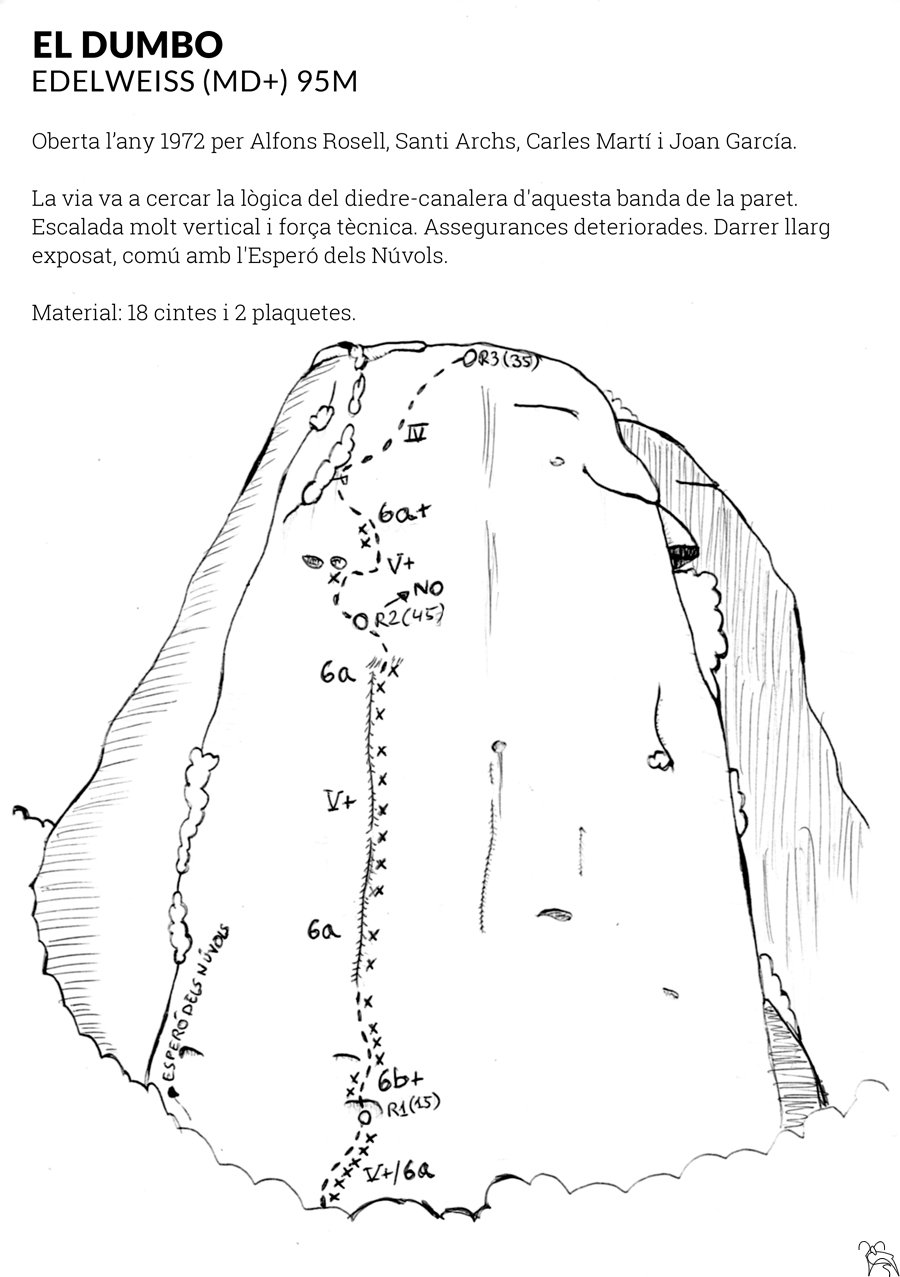 EL DUMBO
EDELWEISS (MD+) 95M
Oberta l’any 1972 per Alfons Rosell, Santi Archs, Carles Martí i Joan García.
La via va a cercar la lògica del diedre-canalera d'aquesta banda de la paret.
Escalada molt vertical i força tècnica. Assegurances deteriorades. Darrer llarg
exposat, comú amb l'Esperó dels Núvols.
Material: 18 cintes i 2 plaquetes.
R3(35)
IV
6a+
V+
NO
R2(45)
6a
V+
6a
ESPERÓ DELS NÚVOLS
6b+
R1(15)
V+/6a